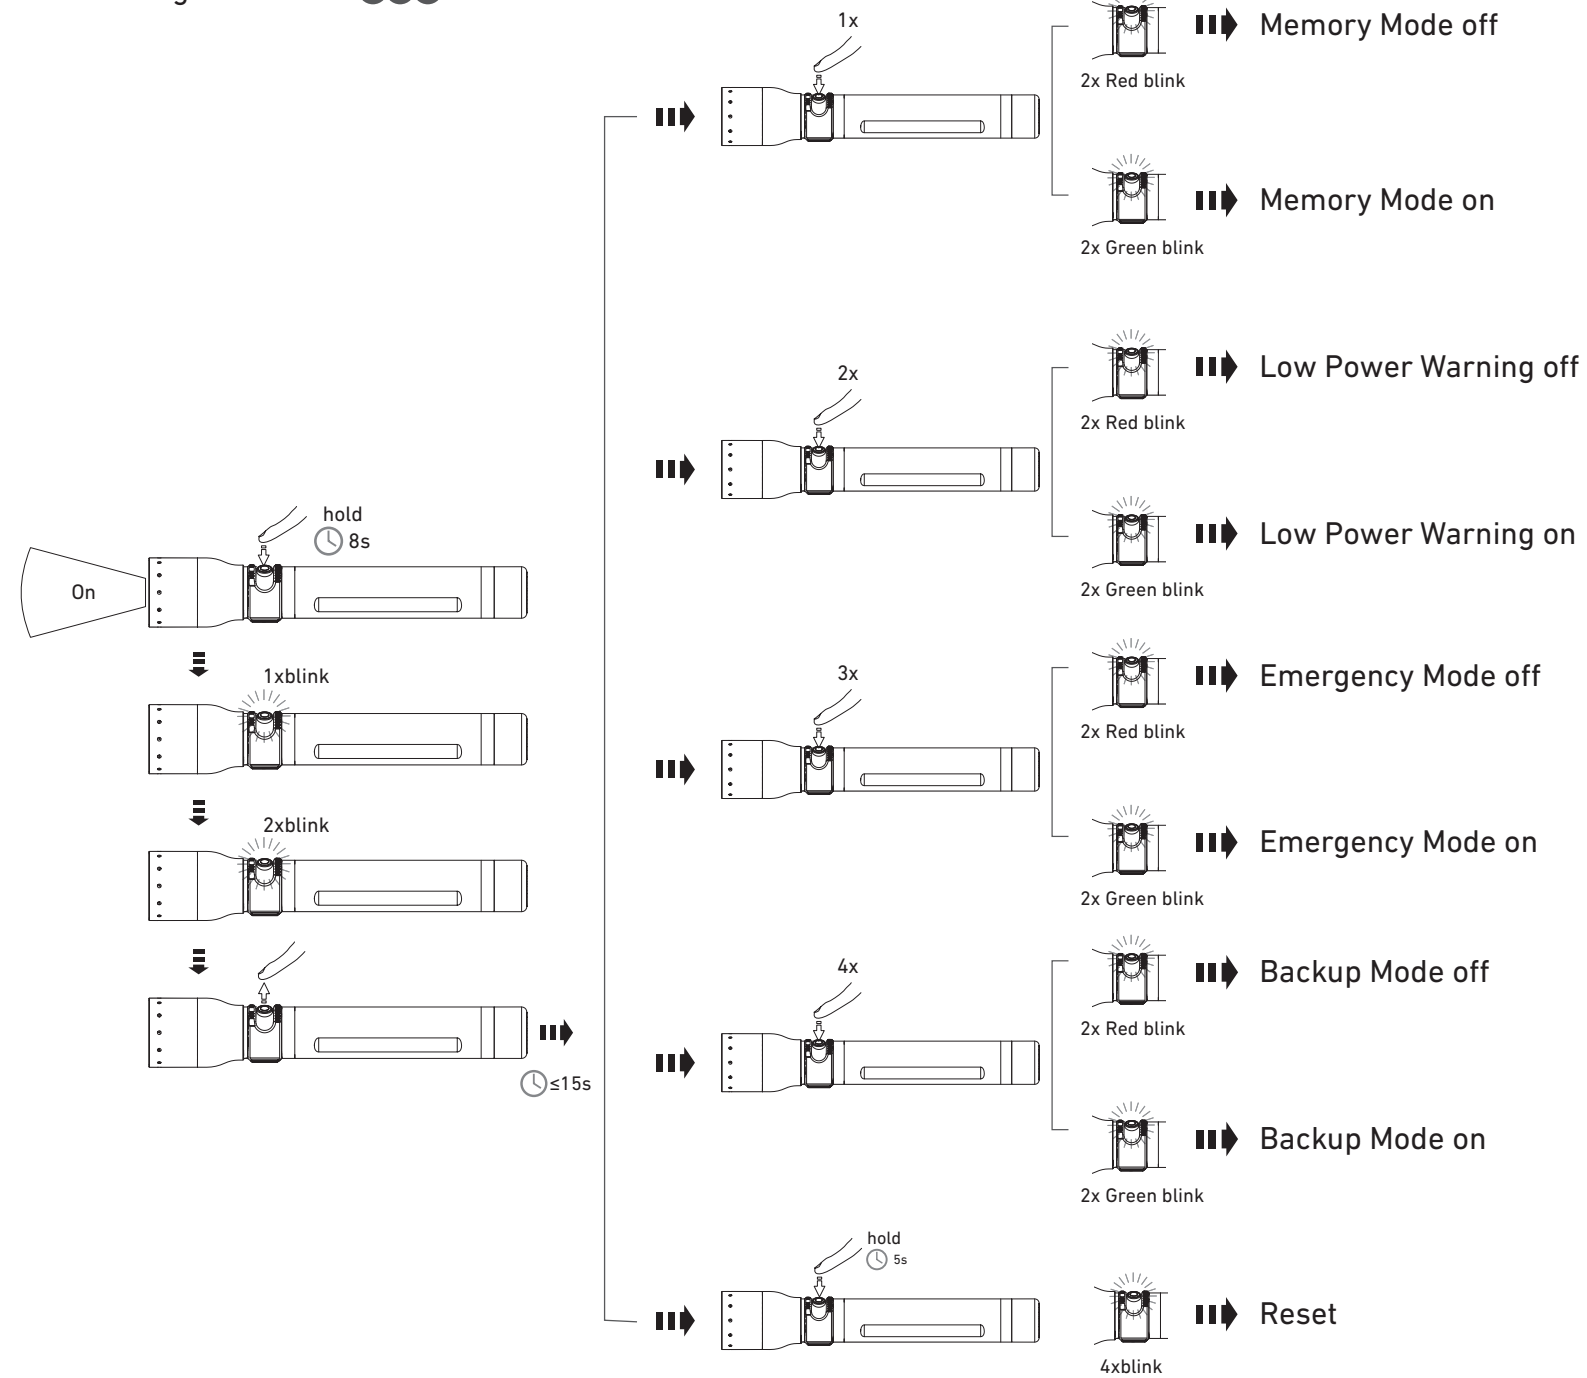 hold
8s
On
1xblink
2xblink
≤15s
1x
2x Red blink
Memory Mode off
2x Green blink
Memory Mode on
2x
2x Red blink
Low Power Warning off
2x Green blink
Low Power Warning on
3x
2x Red blink
Emergency Mode off
2x Green blink
Emergency Mode on
4x
2x Red blink
Backup Mode off
2x Green blink
Backup Mode on
hold
5s
4xblink
Reset